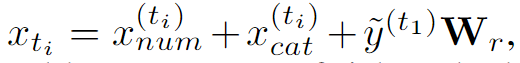 $x_{t_i} = x_{num}^{(t_i)} + x_{cat}^{(t_i)} + \tilde{y}^{(t_1)} \mathbf{W}_r,$